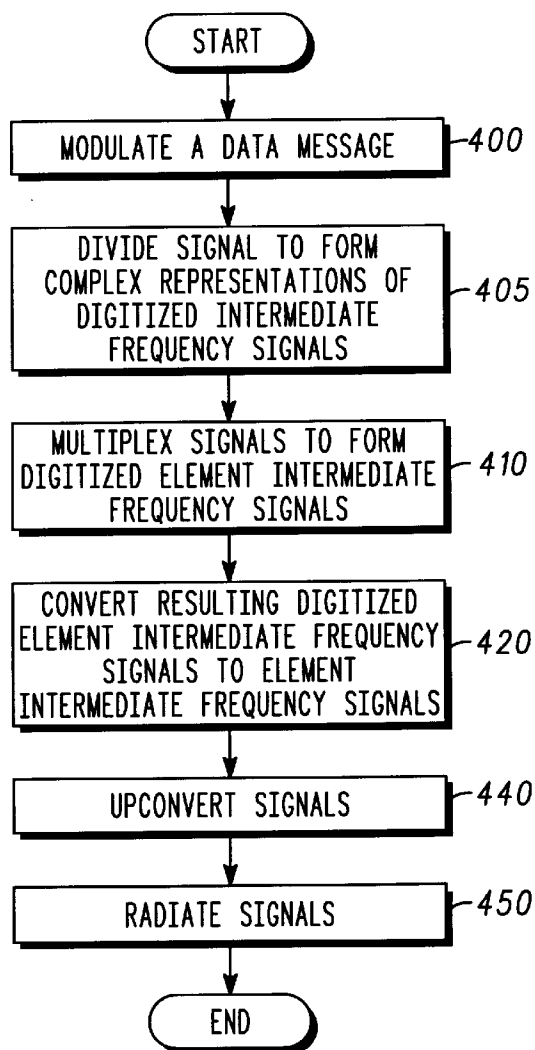 START
MODULATE A DATA MESSAGE
400
DIVIDE SIGNAL TO FORM
COMPLEX REPRESENTATIONS OF
DIGITIZED INTERMEDIATE
FREQUENCY SIGNALS
405
MULTIPLEX SIGNALS TO FORM
DIGITIZED ELEMENT INTERMEDIATE
FREQUENCY SIGNALS
410
CONVERT RESULTING DIGITIZED
ELEMENT INTERMEDIATE FREQUENCY
SIGNALS TO ELEMENT
INTERMEDIATE FREQUENCY SIGNALS
420
UPCONVERT SIGNALS
440
RADIATE SIGNALS
450
END